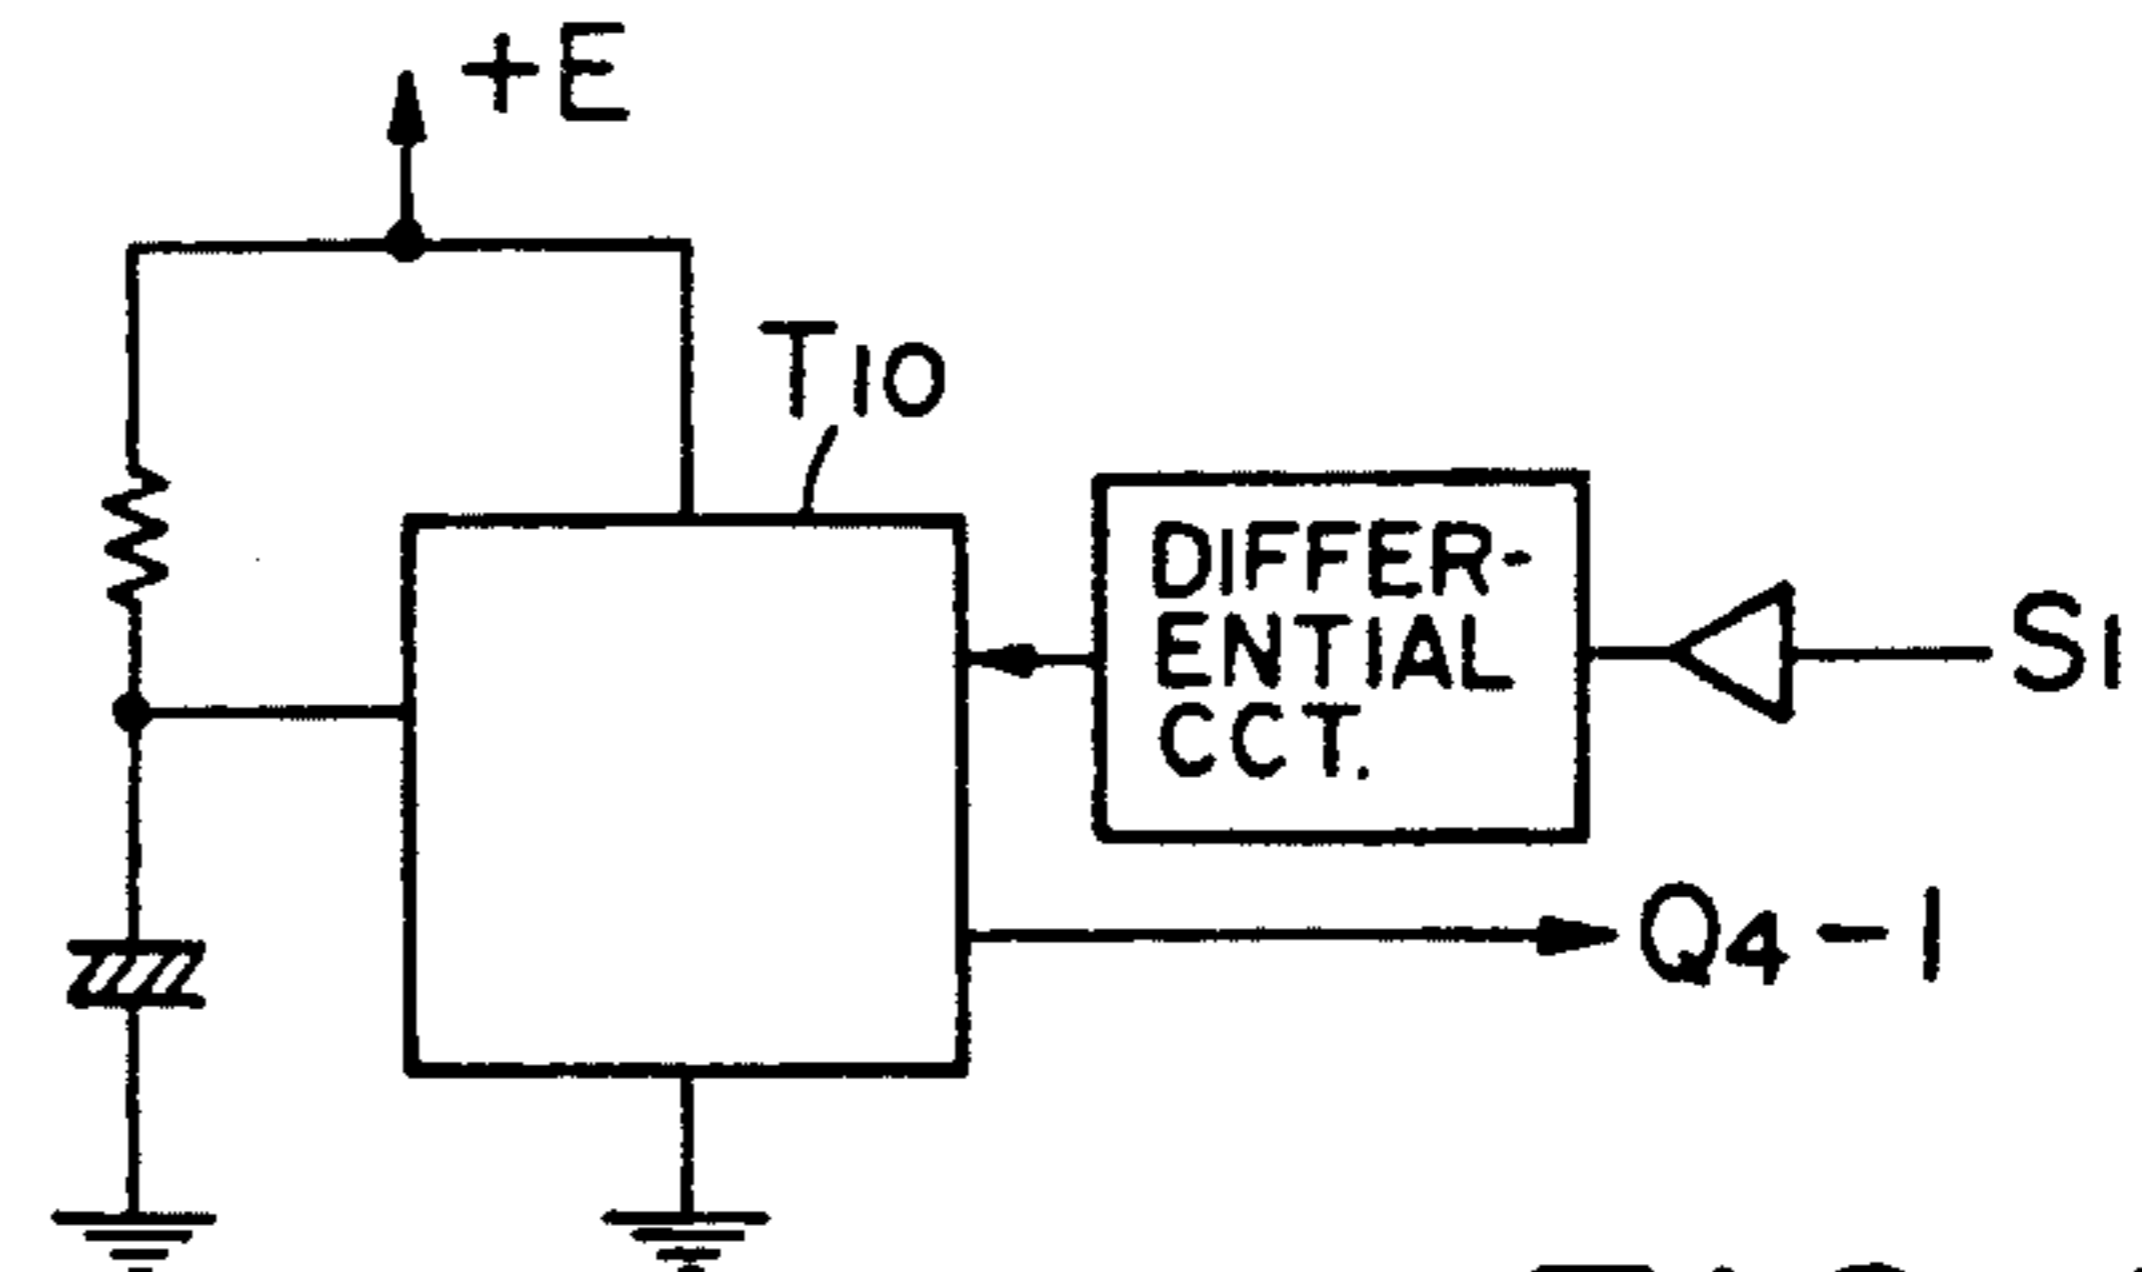 +E
T10
DIFFER-
ENTIAL
CCT.
S1
Q4-1